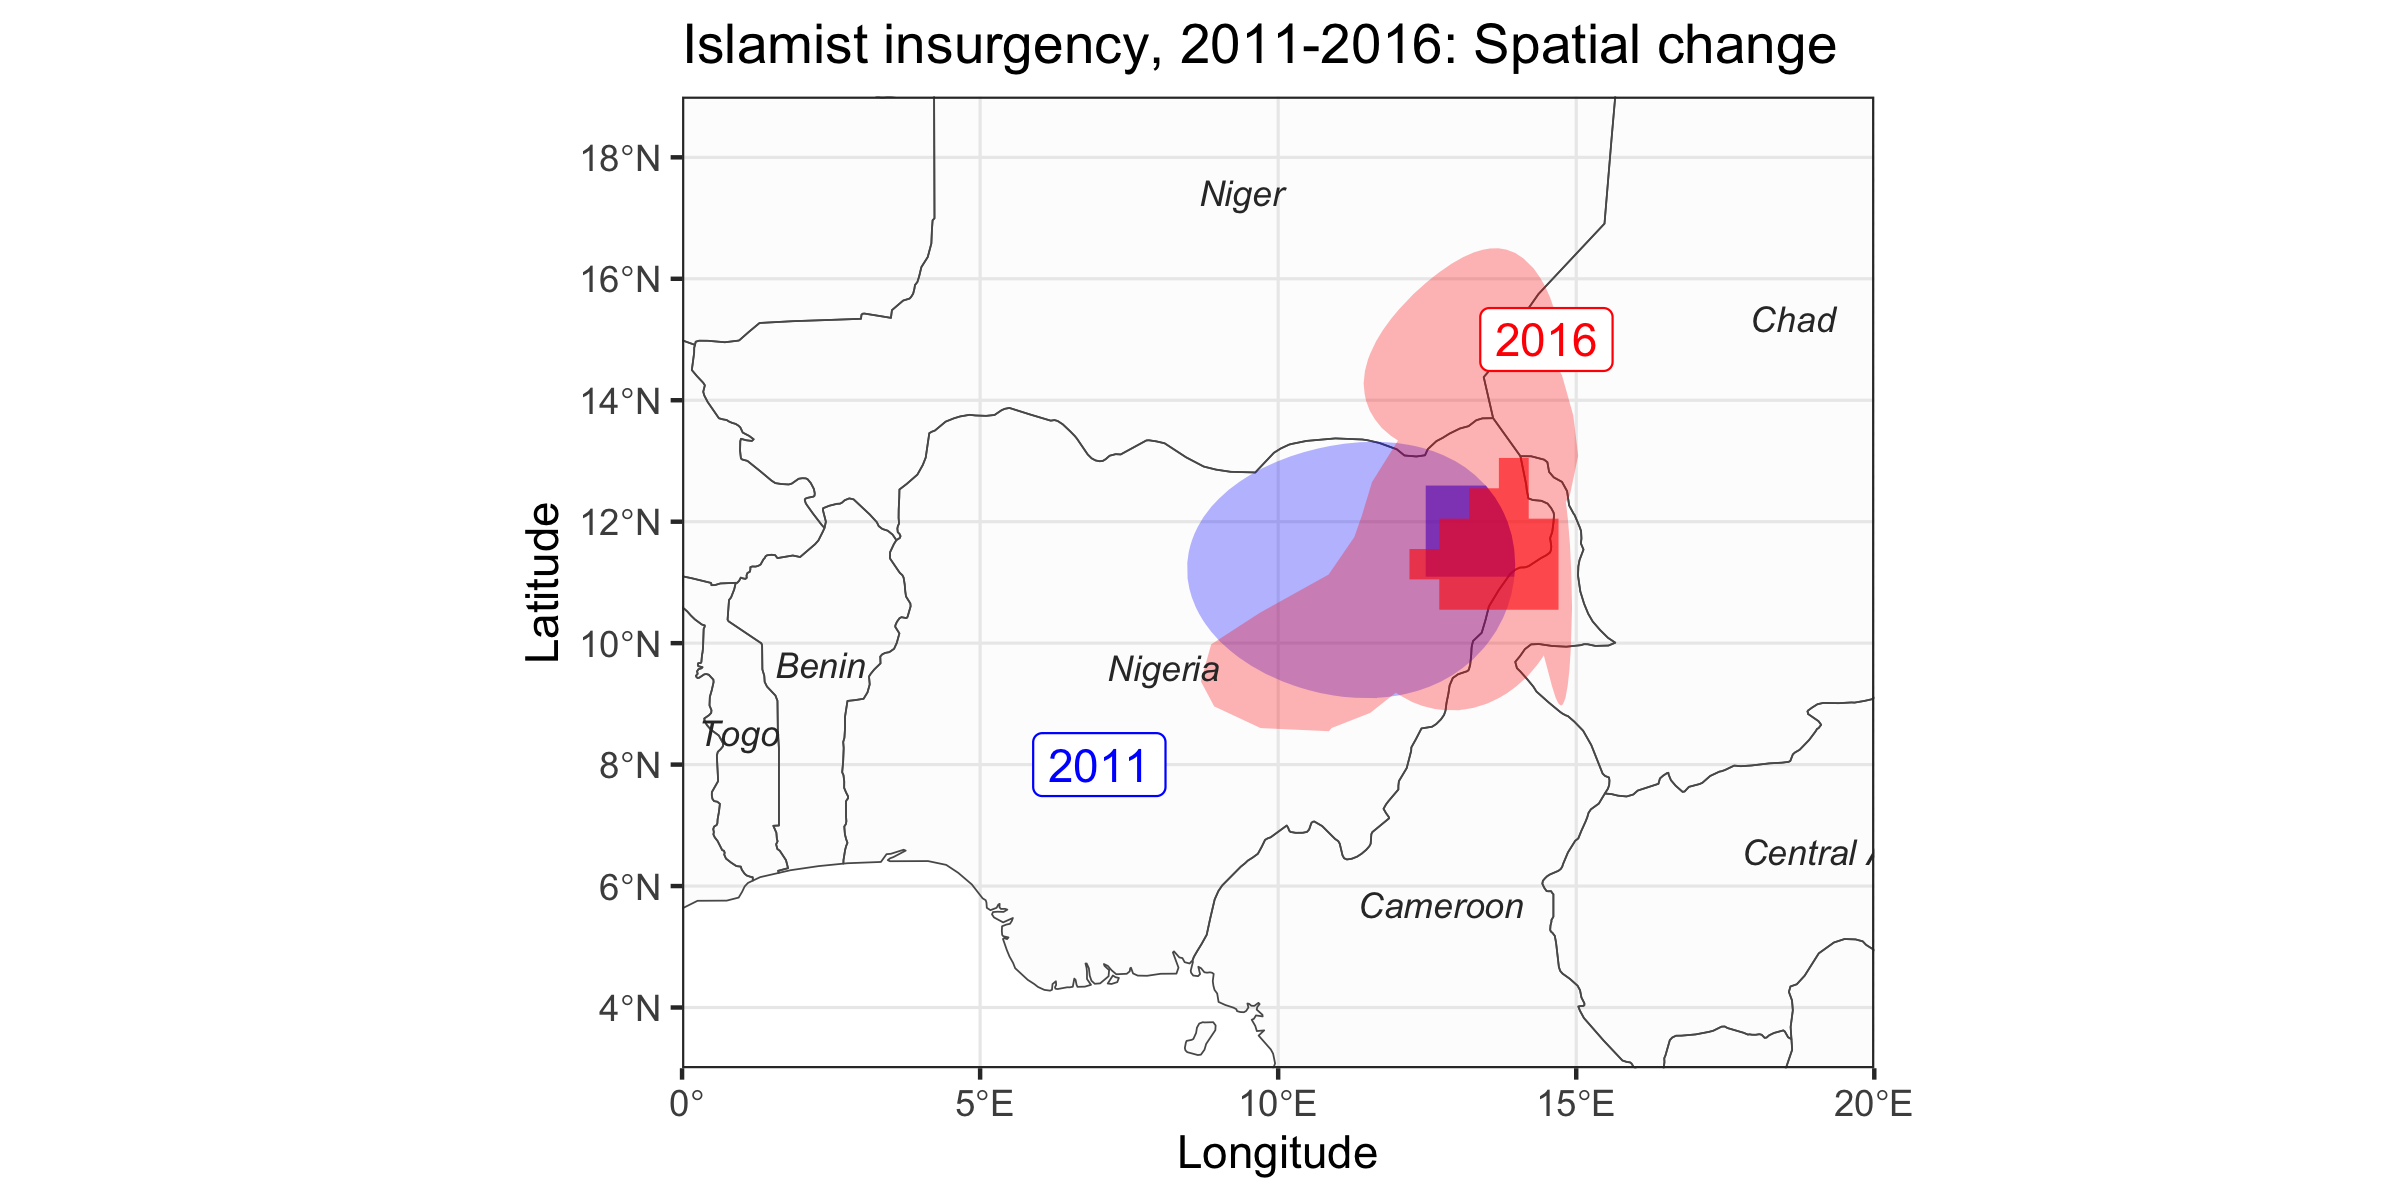 Islamist insurgency, 2011-2016: Spatial change
18°N
Niger
16°N
Chad
2016
14°N
12°N
Latitude
10°N
Benin
Nigeria
Togo
8°N
2011
Central A
6°N
Cameroon
4°N
0°
5°E
10°E
15°E
20°E
Longitude